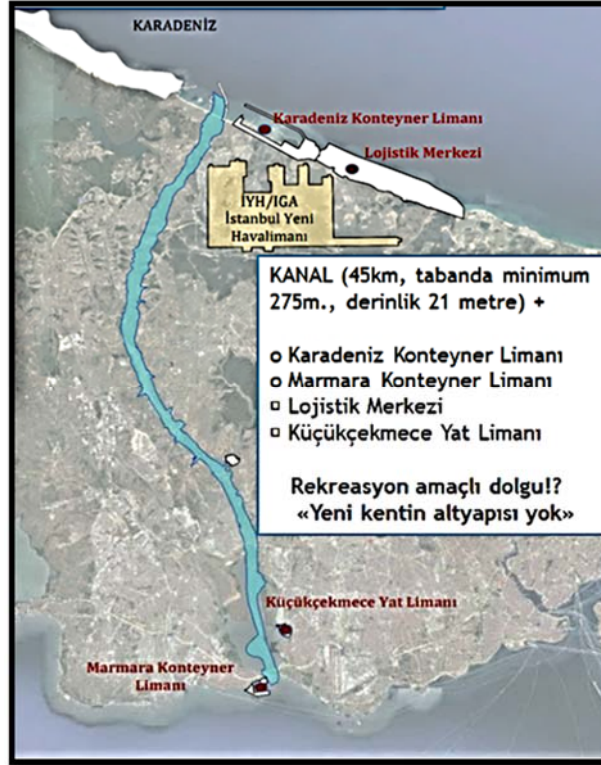 KARADENİZ
Karadeniz Konteyner Limanı
Lojistik Merkezi
İYH/IGA
İstanbul Yeni
Havalimanı
KANAL (45km, tabanda minimum
275m., derinlik 21 metre) +
o Karadeniz Konteyner Limanı
o Marmara Konteyner Limanı
▫ Lojistik Merkezi
▫ Küçükçekmece Yat Limanı
Rekreasyon amaçlı dolgu!?
«Yeni kentin altyapısı yok»
Küçükçekmece Yat Limanı
Marmara Konteyner
Limanı